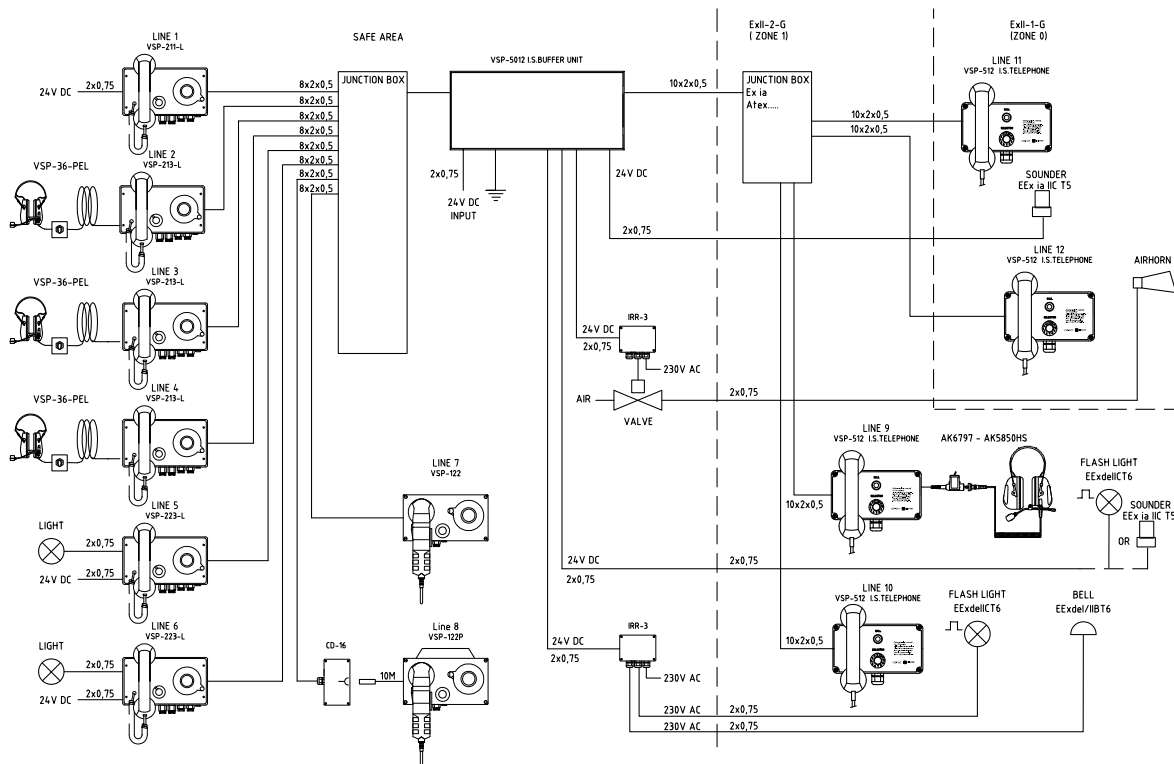 LINE 1
VSP-211-L
24V DC
2x0,75
LINE 2
VSP-213-L
VSP-36-PEL
LINE 3
VSP-213-L
VSP-36-PEL
LINE 4
VSP-213-L
VSP-36-PEL
LINE 5
VSP-223-L
LIGHT
2x0,75
24V DC
2x0,75
LINE 6
VSP-223-L
LIGHT
2x0,75
24V DC
2x0,75
SAFE AREA
JUNCTION BOX
8x2x0,5
8x2x0,5
8x2x0,5
8x2x0,5
8x2x0,5
8x2x0,5
8x2x0,5
8x2x0,5
LINE 7
VSP-122
Line 8
VSP-122P
CD-16
10M
VSP-5012 I.S.BUFFER UNIT
2x0,75
24V DC
INPUT
24V DC
2x0,75
10x2x0,5
IRR-3
24V DC
2x0,75
230V AC
AIR
VALVE
2x0,75
24V DC
2x0,75
2x0,75
IRR-3
24V DC
2x0,75
230V AC
230V AC
2x0,75
230V AC
2x0,75
ExII-2-G
( ZONE 1)
JUNCTION BOX
Ex ia
Atex.....
10x2x0,5
10x2x0,5
ExII-1-G
(ZONE 0)
LINE 11
VSP-512 I.S.TELEPHONE
SOUNDER
EEx ia IIC T5
LINE 12
VSP-512 I.S.TELEPHONE
AIRHORN
LINE 9
VSP-512 I.S.TELEPHONE
10x2x0,5
AK6797 - AK5850HS
FLASH LIGHT
EExdeIICT6
SOUNDER
EEx ia IIC T5
OR
LINE 10
VSP-512 I.S.TELEPHONE
10x2x0,5
FLASH LIGHT
EExdeIICT6
BELL
EExdeI/IIBT6